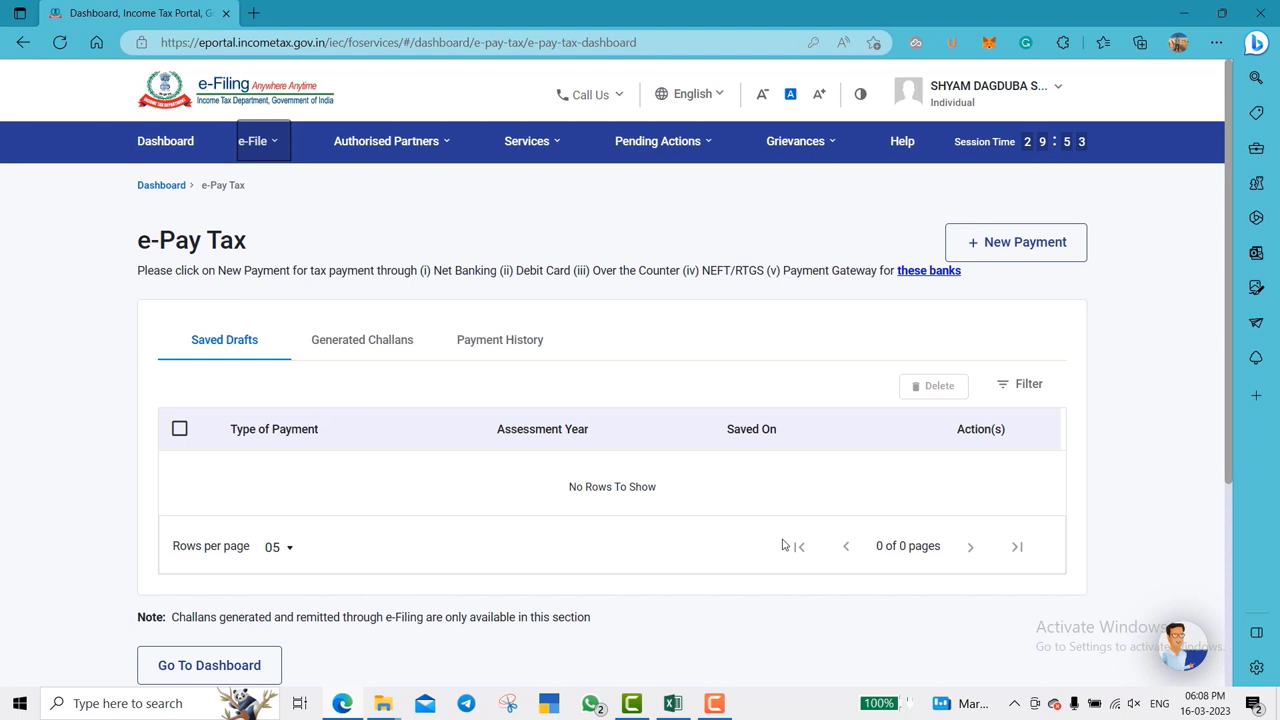 Dashboard, Income Tax Portal, G
https://eportal.incometax.gov.in/iec/foservices/#/dashboard/e-pay-tax/e-pay-tax-dashboard
e-Filing Anywhere Anytime
Income Tax Department, Government of India
Call Us
English
A-
A
A+
SHYAM DAGDUBA S...
Individual
Dashboard
e-File
Authorised Partners
Services
Pending Actions
Grievances
Help
Session Time 2 9 : 5 3
Dashboard > e-Pay Tax
e-Pay Tax
+ New Payment
Please click on New Payment for tax payment through (i) Net Banking (ii) Debit Card (iii) Over the Counter (iv) NEFT/RTGS (v) Payment Gateway for these banks
Saved Drafts
Generated Challans
Payment History
Delete
Filter
Type of Payment
Assessment Year
Saved On
Action(s)
No Rows To Show
Rows per page 05
0 of 0 pages
Note: Challans generated and remitted through e-Filing are only available in this section
Activate Windows
Go to Settings to activate Windows.
Go To Dashboard
Type here to search
2
100%
Mar...
ENG
06:08 PM
16-03-2023
2